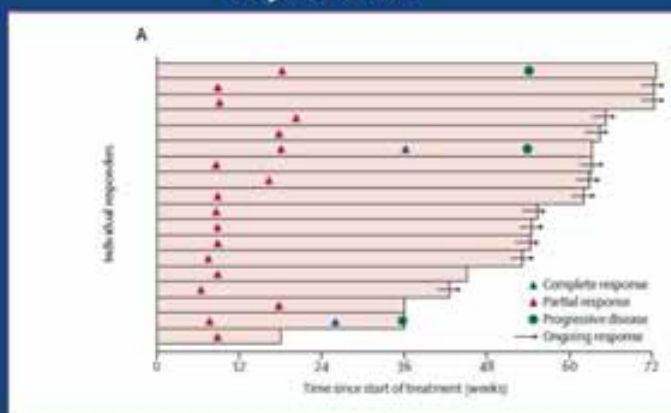 A
Individual responders
Complete response
Partial response
Progressive disease
Ongoing response
0 12 24 36 48 60 72
Time since start of treatment (weeks)